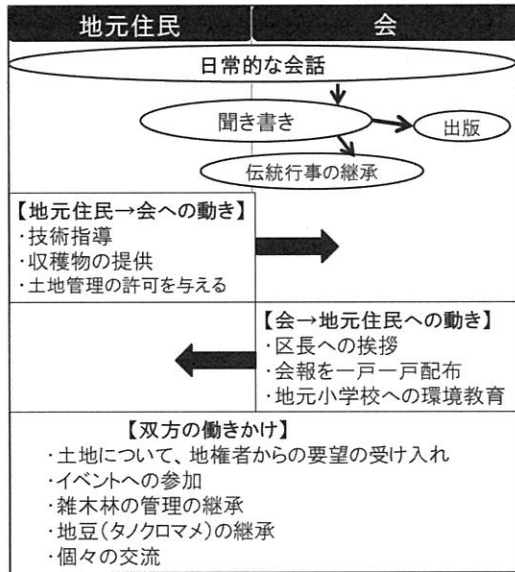 地元住民
会
日常的な会話
聞き書き
出版
伝統行事の継承
【地元住民→会への動き】
・技術指導
・収穫物の提供
・土地管理の許可を与える
【会→地元住民への動き】
・区長への挨拶
・会報を一戸一戸配布
・地元小学校への環境教育
【双方の働きかけ】
・土地について、地権者からの要望の受け入れ
・イベントへの参加
・雑木林の管理の継承
・地豆(タノクロマメ)の継承
・個々の交流